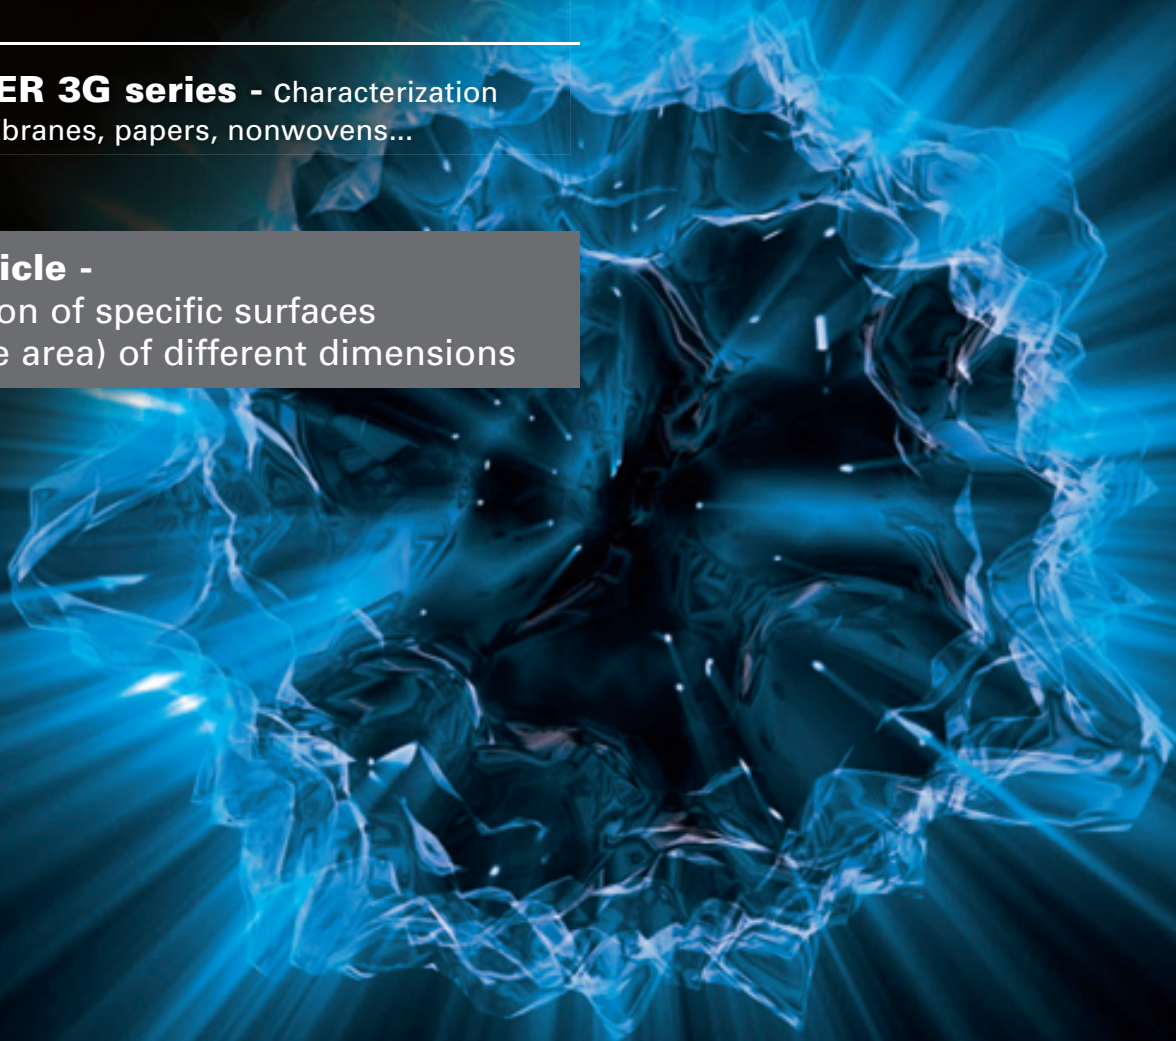 ER 3G series - Characterization
branes, papers, nonwovens...
icle -
on of specific surfaces
e area) of different dimensions